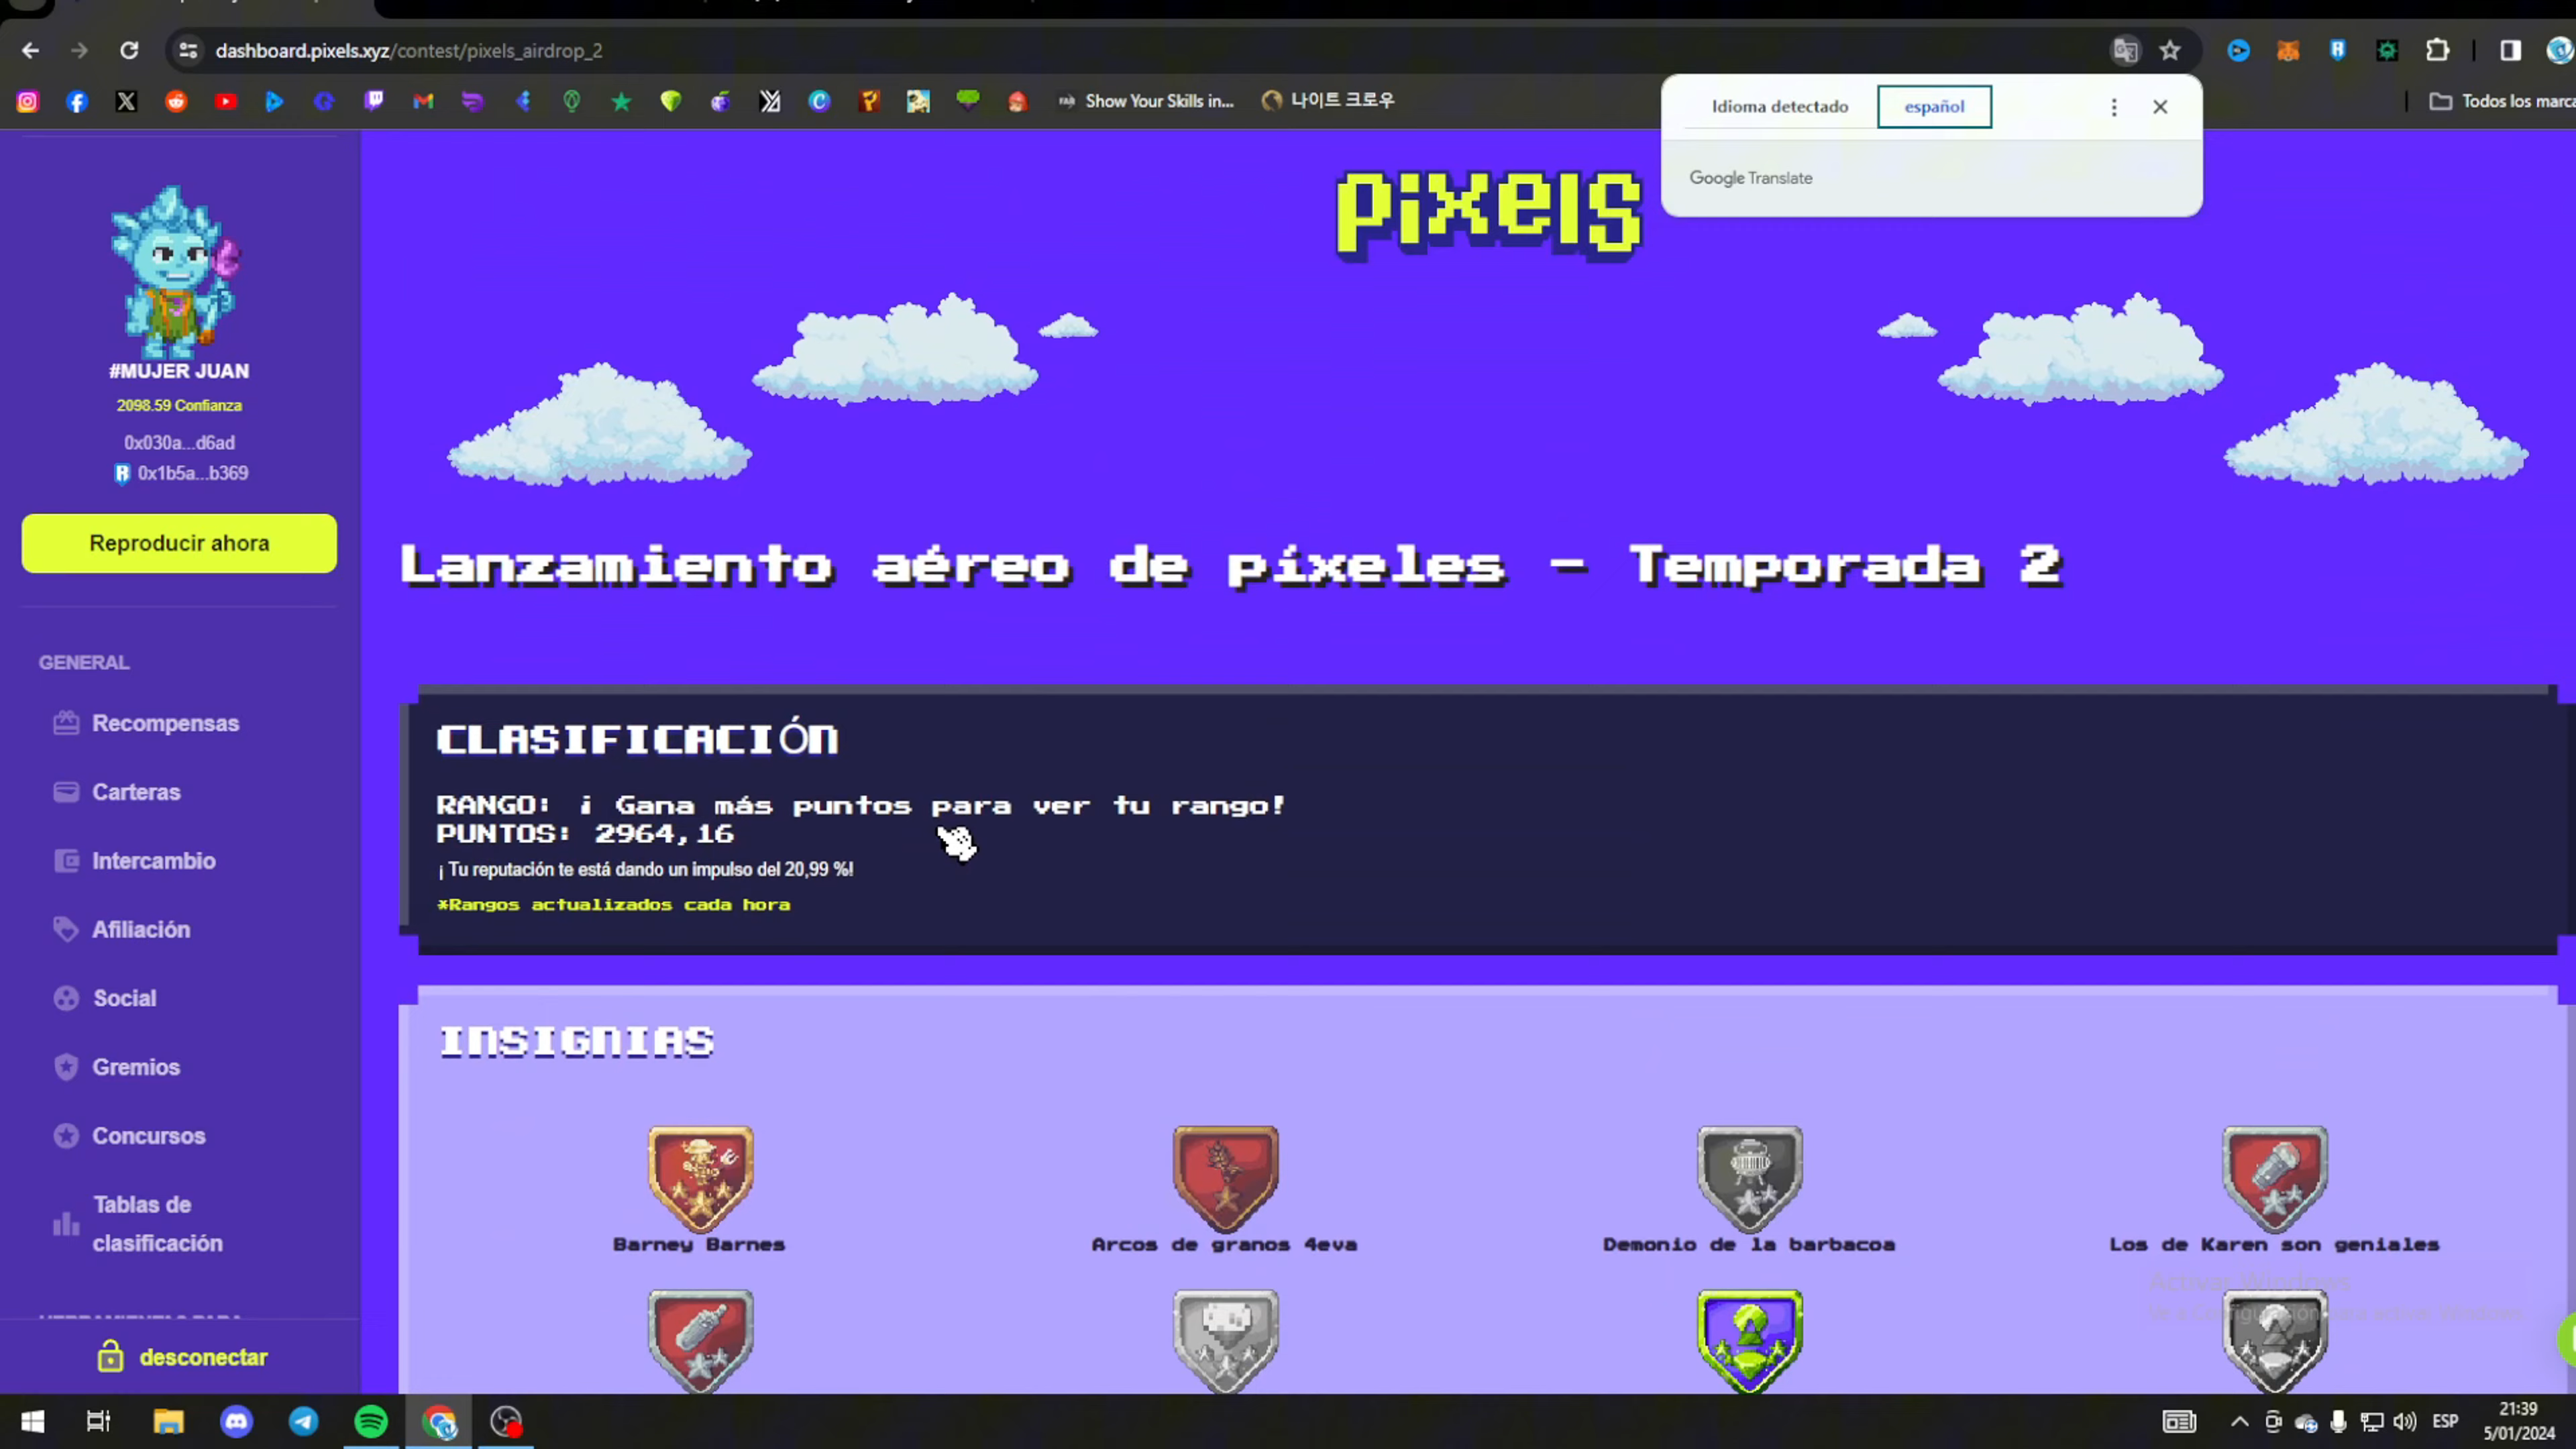 dashboard.pixels.xyz/contest/pixels_airdrop_2
Show Your Skills in...
나이트 크로우
Todos los marca
Idioma detectado
español
Google Translate
pixels
#MUJER JUAN
2098.59 Confianza
0x030a...d6ad
0x1b5a...b369
Reproducir ahora
GENERAL
Recompensas
Carteras
Intercambio
Afiliación
Social
Gremios
Concursos
Tablas de
clasificación
desconectar
Lanzamiento aéreo de píxeles - Temporada 2
CLASIFICACIÓN
RANGO: ¡ Gana más puntos para ver tu rango!
PUNTOS: 2964,16
¡ Tu reputación te está dando un impulso del 20,99 %!
*Rangos actualizados cada hora
INSIGNIAS
Barney Barnes
Arcos de granos 4eva
Demonio de la barbacoa
Los de Karen son geniales
Activar Windows
ESP
21:39
5/01/2024